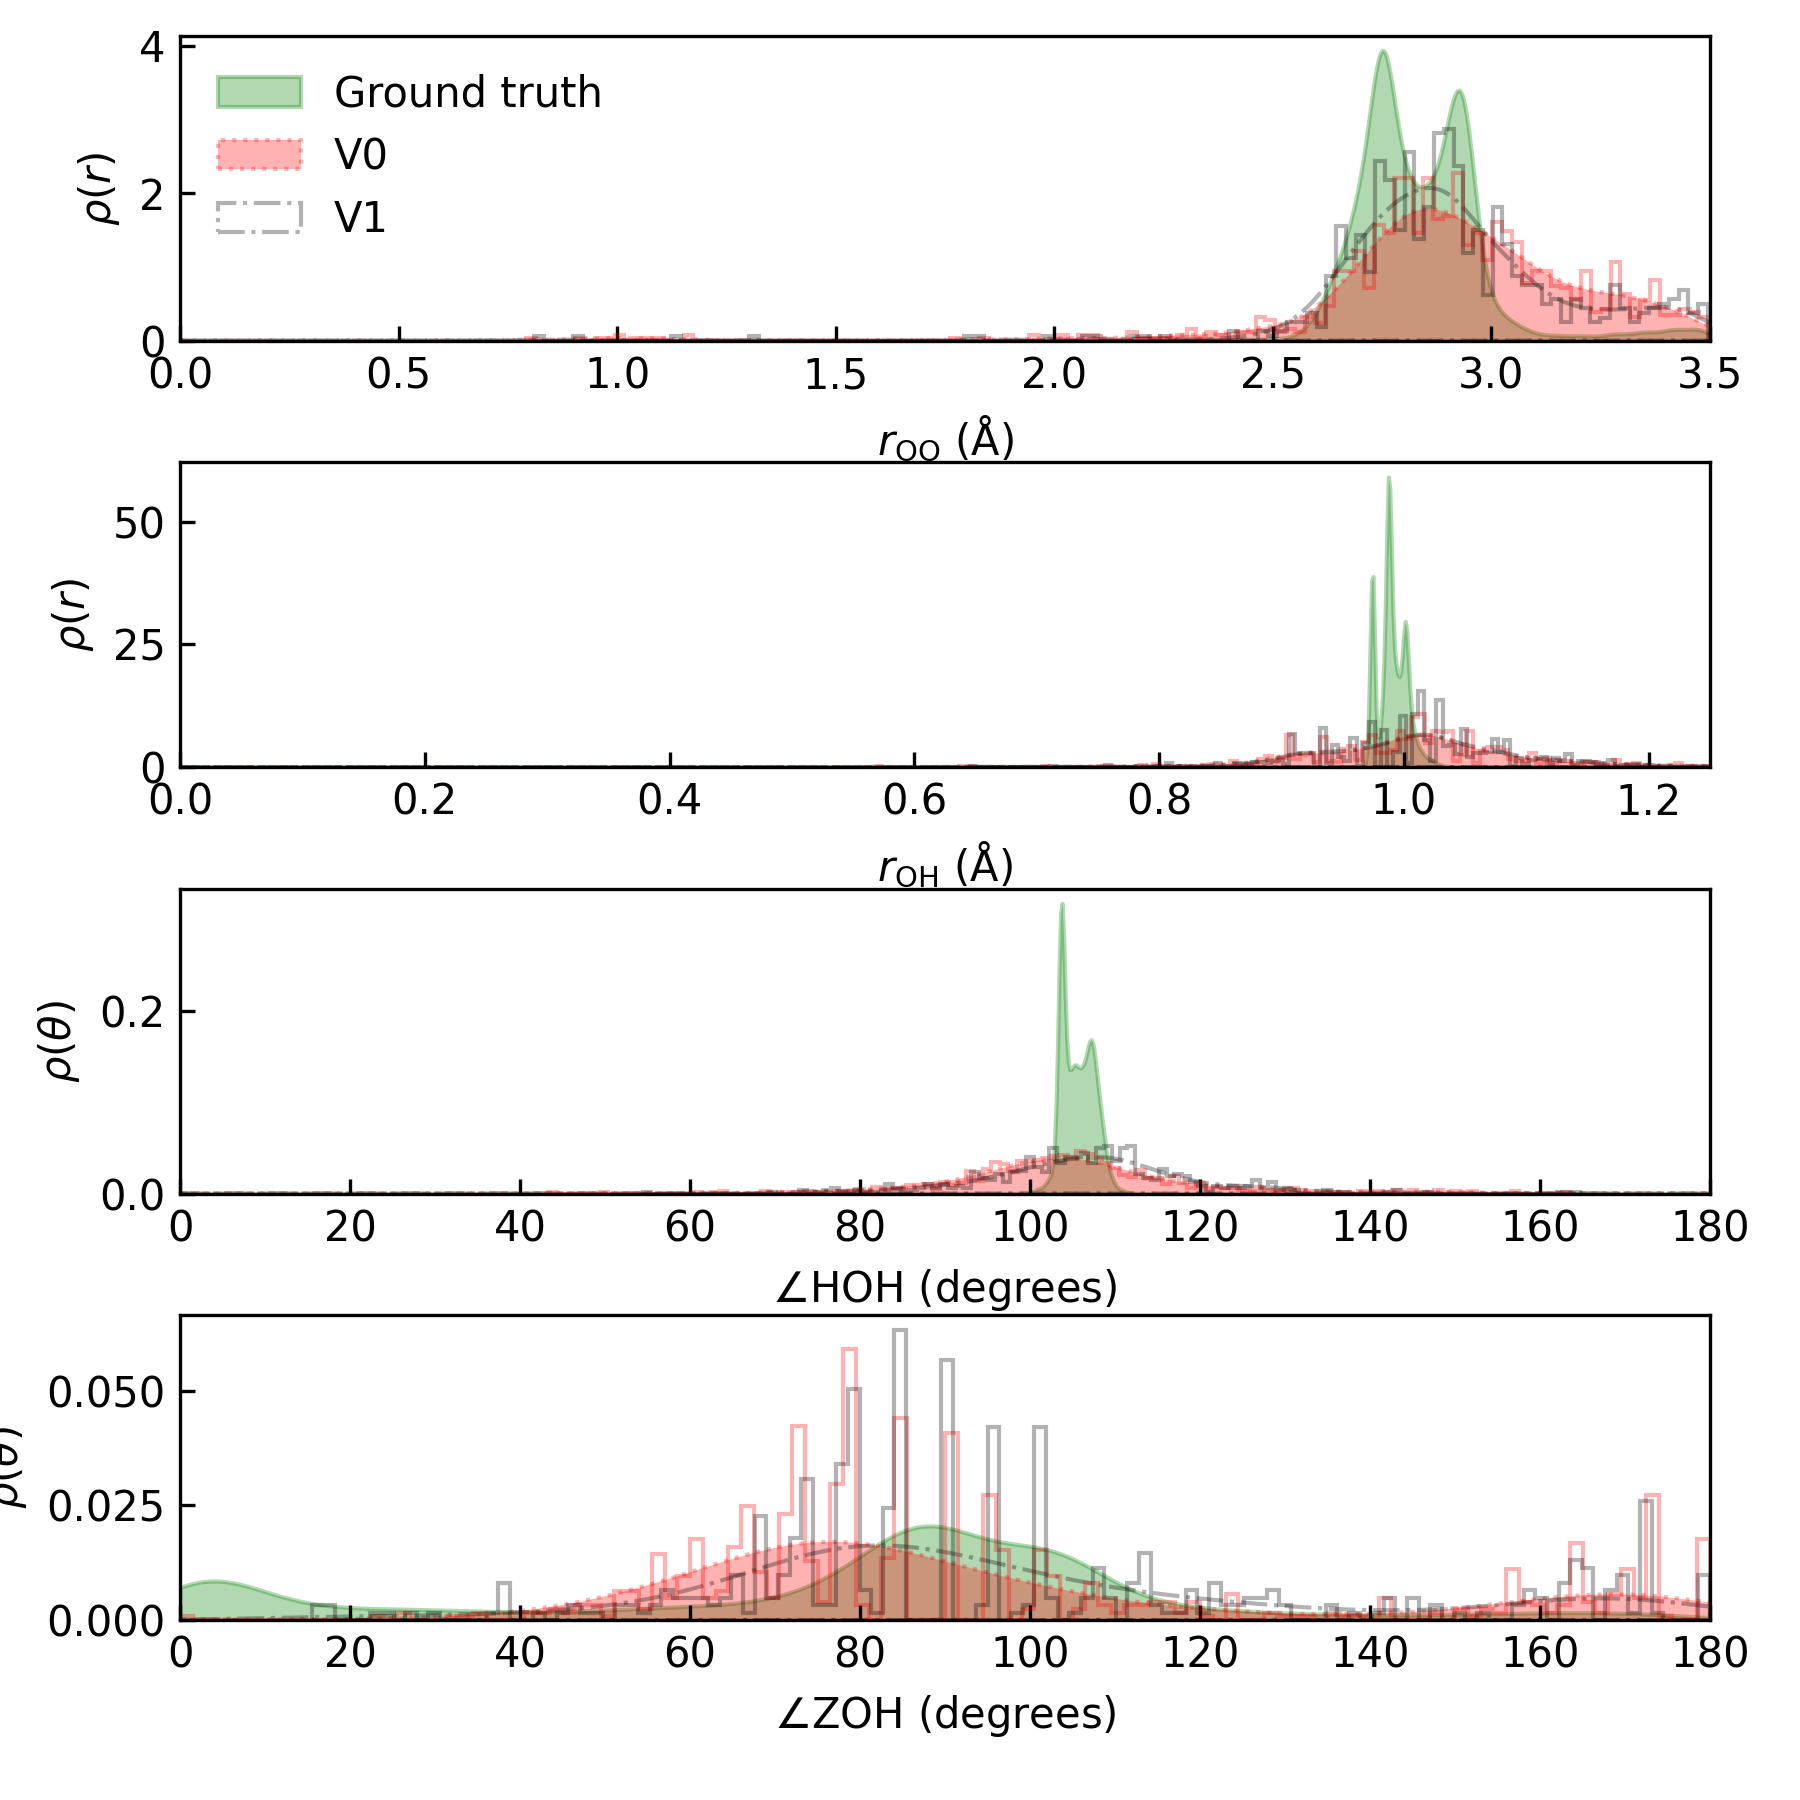 4
2
0
ρ(r)
Ground truth
V0
V1
0.0 0.5 1.0 1.5 2.0 2.5 3.0 3.5
rOO (Å)
50
25
0
ρ(r)
0.0 0.2 0.4 0.6 0.8 1.0 1.2
rOH (Å)
0.2
0.0
ρ(θ)
0 20 40 60 80 100 120 140 160 180
∠HOH (degrees)
0.050
0.025
0.000
ρ(θ)
0 20 40 60 80 100 120 140 160 180
∠ZOH (degrees)